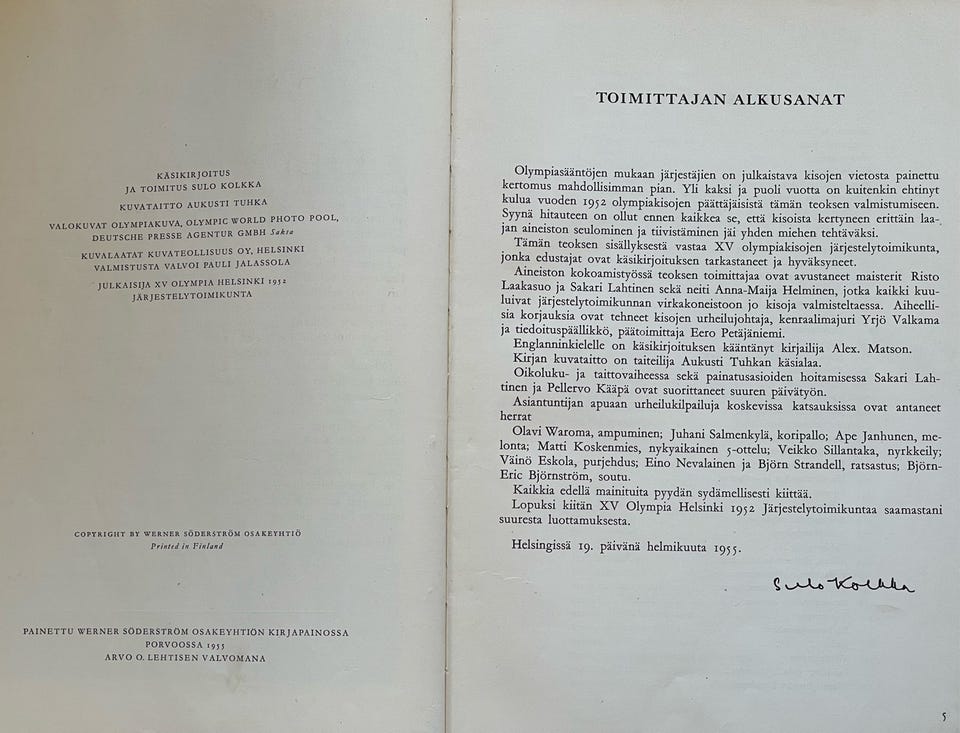 KÄSIKIRJOITUS
JA TOIMITUS SULO KOLKKA
KUVATAITTO AUKUSTI TUHKA
VALOKUVAT OLYMPIAKUVA, OLYMPIC WORLD PHOTO POOL,
DEUTSCHE PRESSE AGENTUR GMBH Sakta
KUVALAATAT KUVATEOLLISUUS OY, HELSINKI
VALMISTUSTA VALVOI PAULI JALASSOLA
JULKAISIJA XV OLYMPIA HELSINKI 1952
JÄRJESTELYTOIMIKUNTA
COPYRIGHT BY WERNER SÖDERSTRÖM OSAKEYHTIÖ
Printed in Finland
PAINETTU WERNER SÖDERSTRÖM OSAKEYHTIÖN KIRJAPAINOSSA
PORVOOSSA 1955
ARVO O. LEHTISEN VALVOMANA
TOIMITTAJAN ALKUSANAT
Olympiasääntöjen mukaan järjestäjien on julkaistava kisojen vietosta painettu
kertomus mahdollisimman pian. Yli kaksi ja puoli vuotta on kuitenkin ehtinyt
kulua vuoden 1952 olympiakisojen päättäjäisistä tämän teoksen valmistumiseen.
Syynä hitauteen on ollut ennen kaikkea se, että kisoista kertyneen erittäin laa-
jan aineiston seulominen ja tiivistäminen jäi yhden miehen tehtäväksi.
Tämän teoksen sisällyksestä vastaa XV olympiakisojen järjestelytoimikunta,
jonka edustajat ovat käsikirjoituksen tarkastaneet ja hyväksyneet.
Aineiston kokoamistyössä teoksen toimittajaa ovat avustaneet maisterit Risto
Laakasuo ja Sakari Lahtinen sekä neiti Anna-Maija Helminen, jotka kaikki kuu-
luivat järjestelytoimikunnan virkakoneistoon jo kisoja valmisteltaessa. Aiheelli-
sia korjauksia ovat tehneet kisojen urheilujohtaja, kenraalimajuri Yrjö Valkama
ja tiedoituspäällikkö, päätoimittaja Eero Petäjäniemi.
Englanninkielelle on käsikirjoituksen kääntänyt kirjailija Alex. Matson.
Kirjan kuvataitto on taiteilija Aukusti Tuhkan käsialaa.
Oikoluku- ja taittovaiheessa sekä painatusasioiden hoitamisessa Sakari Lah-
tinen ja Pellervo Kääpä ovat suorittaneet suuren päivätyön.
Asiantuntijan apuaan urheilukilpailuja koskevissa katsauksissa ovat antaneet
herrat
Olavi Waroma, ampuminen; Juhani Salmenkylä, koripallo; Ape Janhunen, me-
lonta; Matti Koskenmies, nykyaikainen 5-ottelu; Veikko Sillantaka, nyrkkeily;
Väinö Eskola, purjehdus; Eino Nevalainen ja Björn Strandell, ratsastus; Björn-
Eric Björnström, soutu.
Kaikkia edellä mainituita pyydän sydämellisesti kiittää.
Lopuksi kiitän XV Olympia Helsinki 1952 Järjestelytoimikuntaa saamastani
suuresta luottamuksesta.
Helsingissä 19. päivänä helmikuuta 1955.
Sulo Kolkka
5